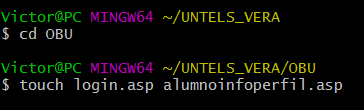 Victor@PC MINGW64 ~/UNTELS_VERA
$ cd OBU
Victor@PC MINGW64 ~/UNTELS_VERA/OBU
$ touch login.asp alumnoinfoperfil.asp